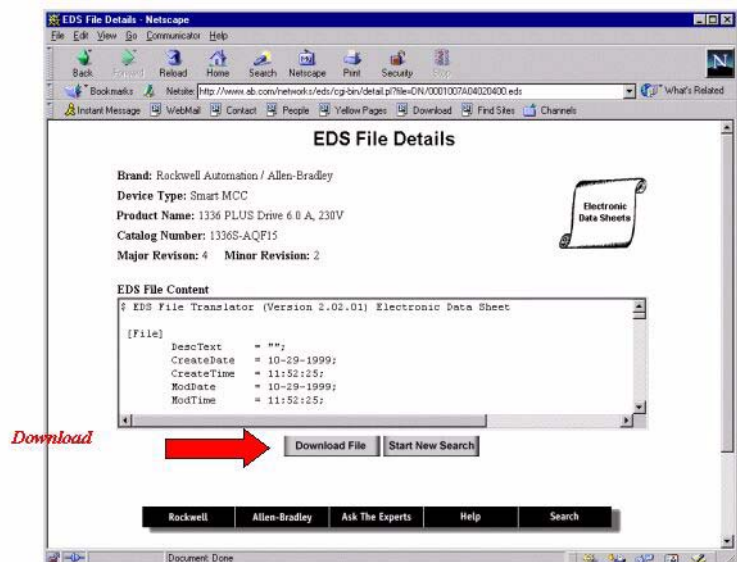 EDS File Details - Netscape
File Edit View Go Communicator Help
Back Forward Reload Home Search Netscape Print Security Stop
Bookmarks Netsite: http://www.ab.com/networks/eds/cgi-bin/detail.pl?file=DN/0001007A04020400.eds What's Related
Instant Message WebMail Contact People Yellow Pages Download Find Sites Channels
EDS File Details
Brand: Rockwell Automation / Allen-Bradley
Device Type: Smart MCC
Product Name: 1336 PLUS Drive 6.0 A, 230V
Catalog Number: 1336S-AQF15
Major Revison: 4 Minor Revision: 2
Electronic
Data Sheets
EDS File Content
$ EDS File Translator (Version 2.02.01) Electronic Data Sheet
[File]
DescText = "";
CreateDate = 10-29-1999;
CreateTime = 11:52:25;
ModDate = 10-29-1999;
ModTime = 11:52:25;
Download
Download File Start New Search
Rockwell Allen-Bradley Ask The Experts Help Search
Document: Done